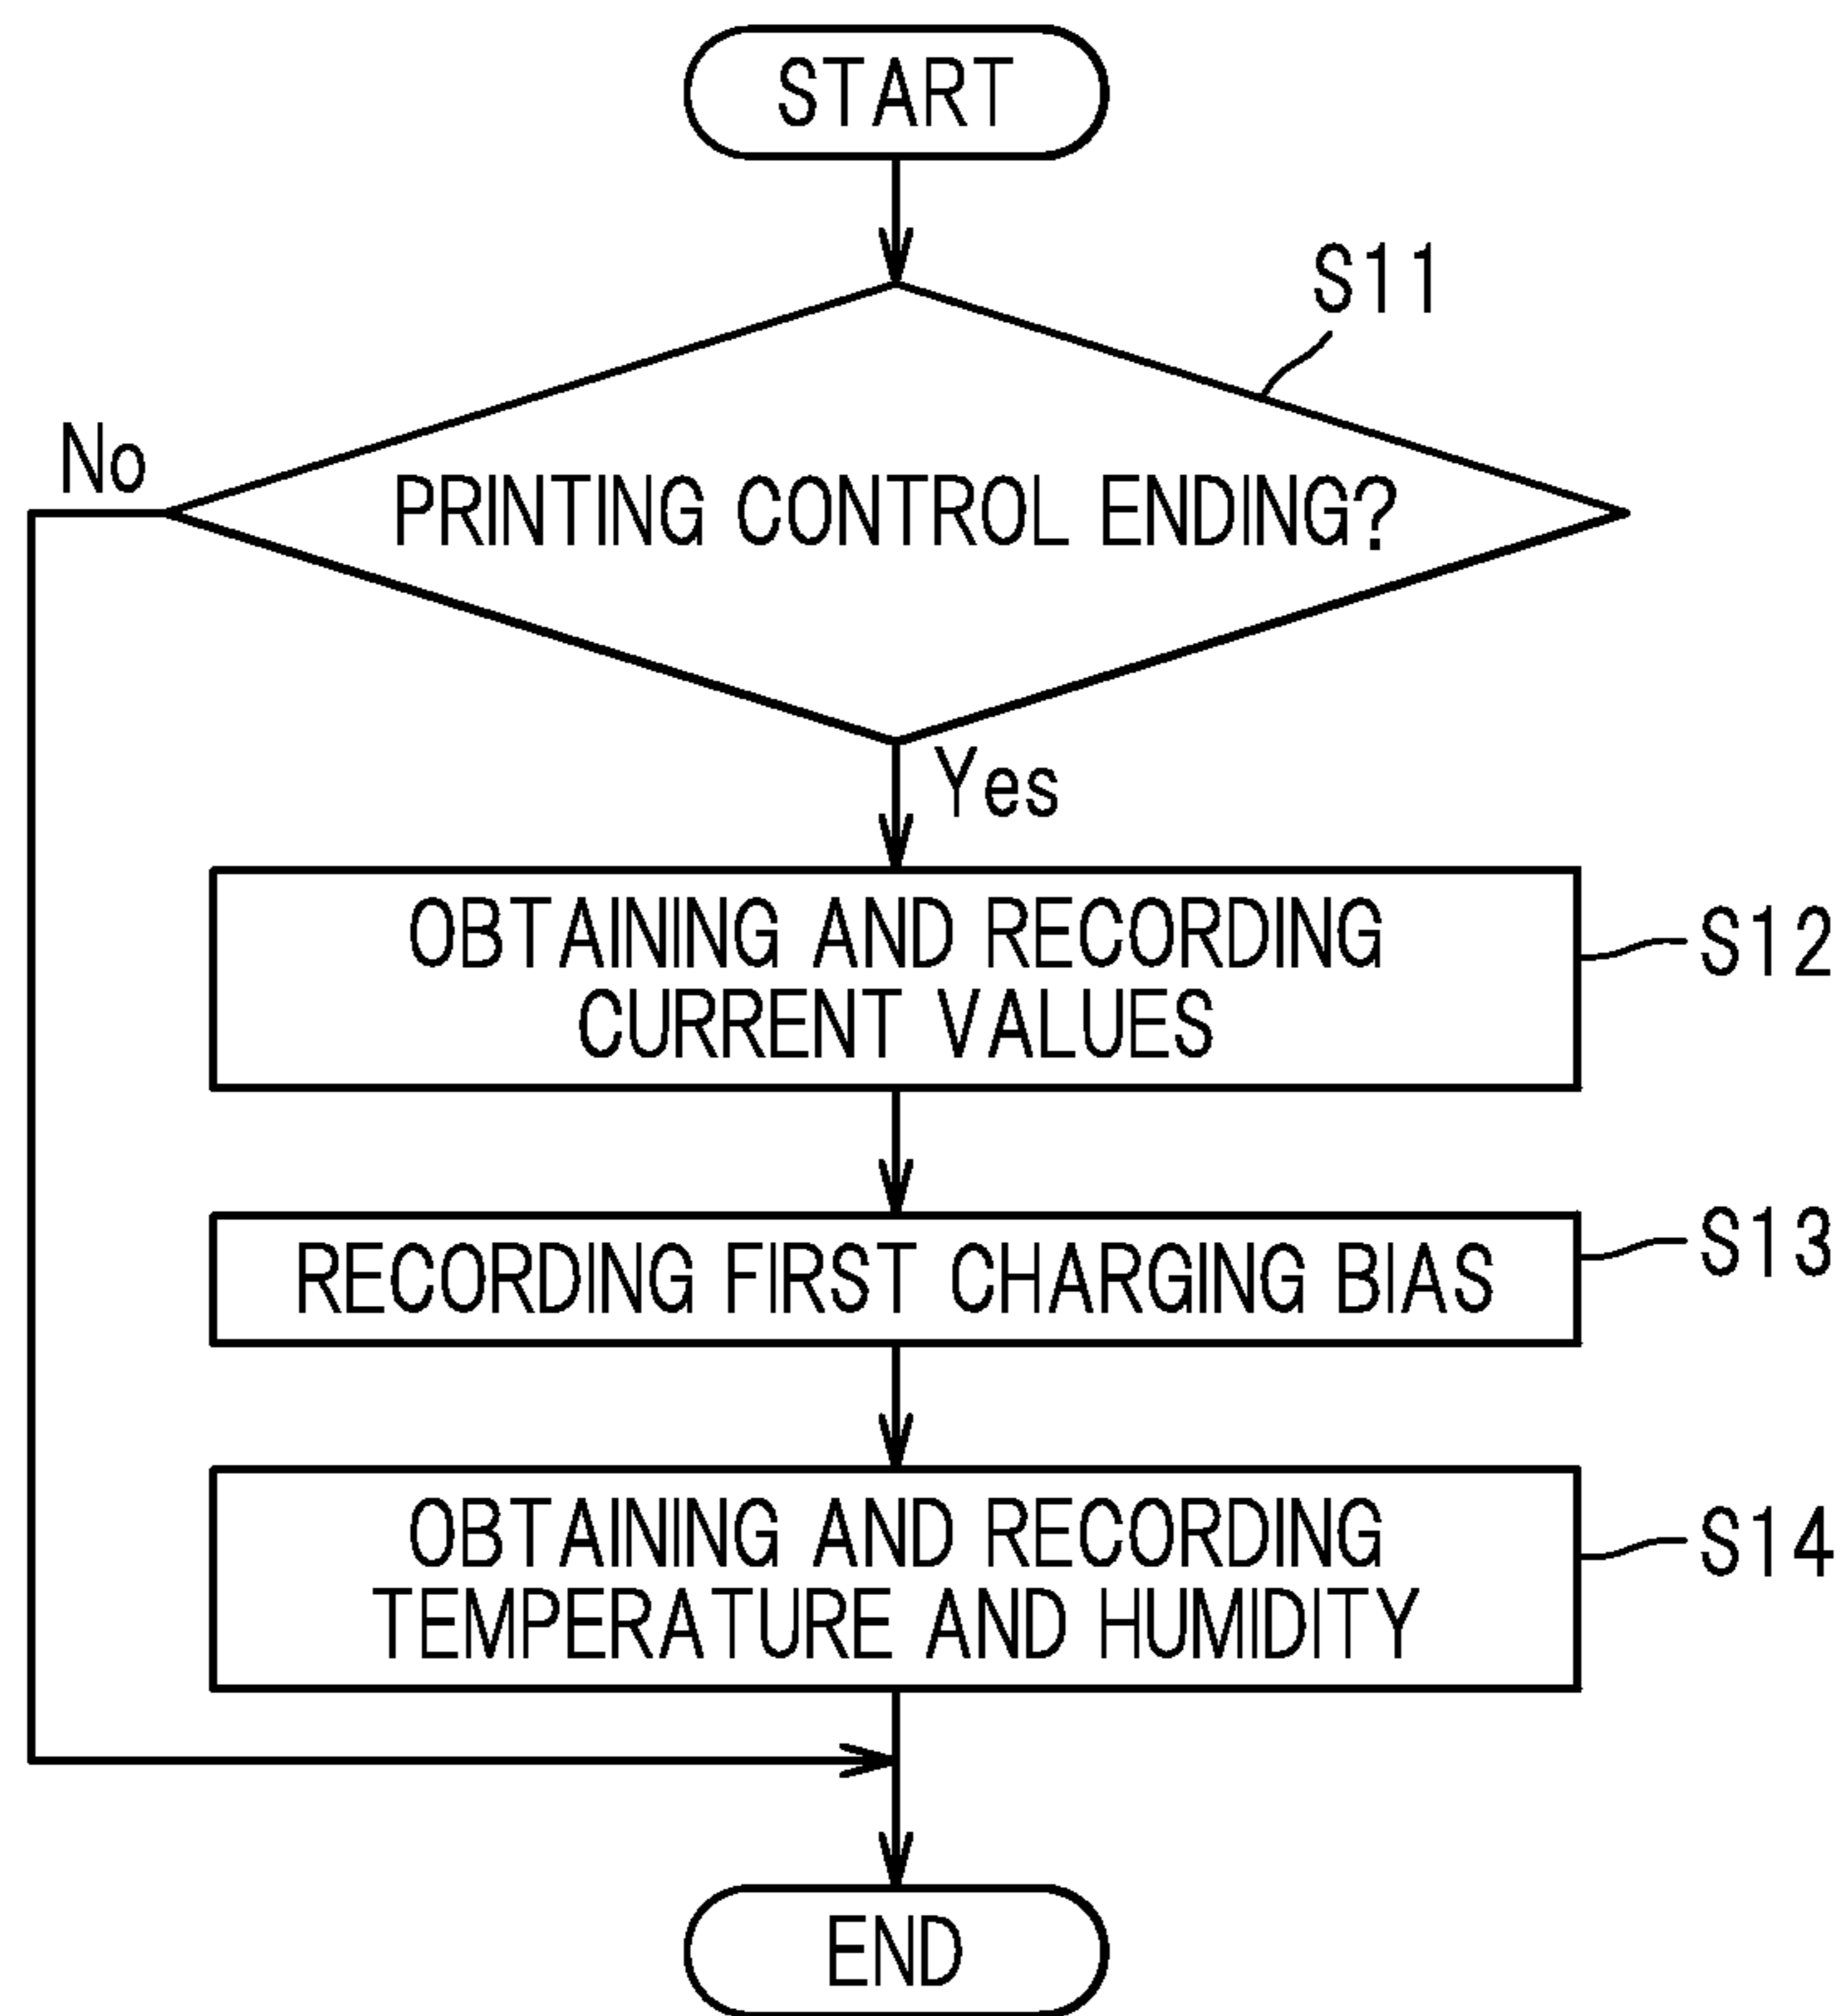 START
S11
No
PRINTING CONTROL ENDING?
Yes
OBTAINING AND RECORDING
CURRENT VALUES
S12
RECORDING FIRST CHARGING BIAS
S13
OBTAINING AND RECORDING
TEMPERATURE AND HUMIDITY
S14
END